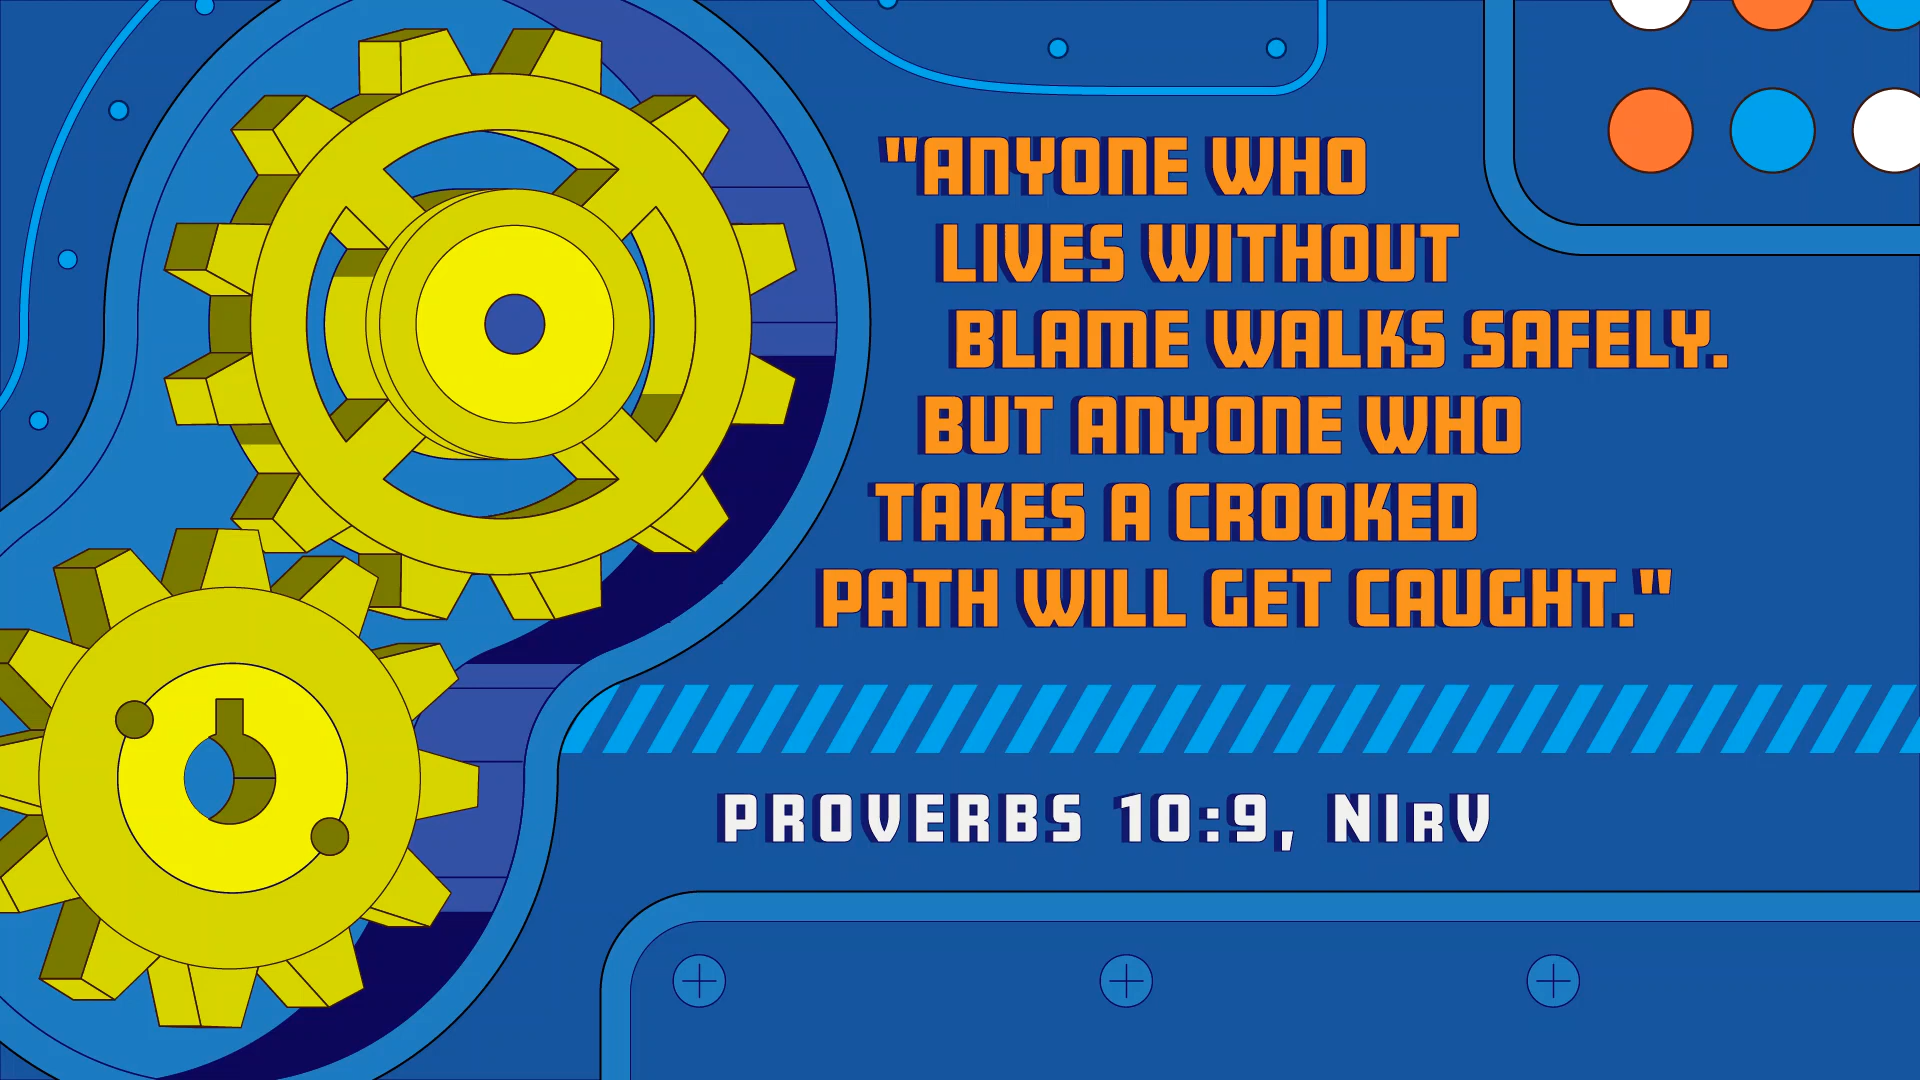 "ANYONE WHO
LIVES WITHOUT
BLAME WALKS SAFELY.
BUT ANYONE WHO
TAKES A CROOKED
PATH WILL GET CAUGHT."
PROVERBS 10:9, NIrV